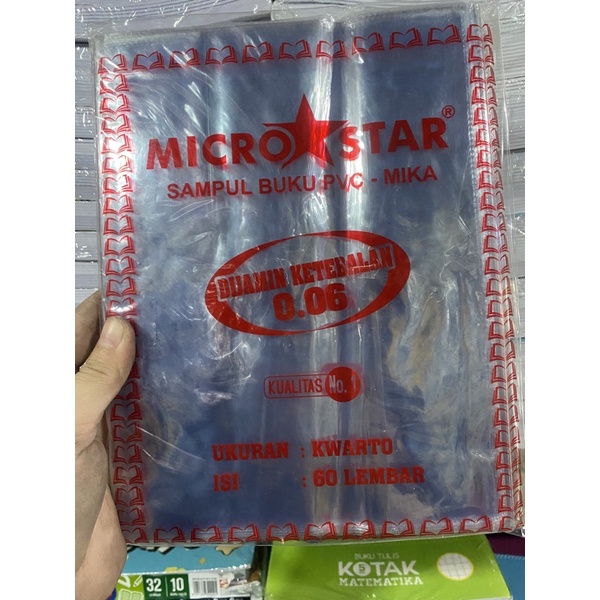 MICRO STAR®
SAMPUL BUKU PVC - MIKA
DIJAMIN KETEBALAN
0.06
KUALITAS No. 1
UKURAN : KWARTO
ISI : 60 LEMBAR
32 10
BUKU TULIS
KOTAK
MATEMATIKA